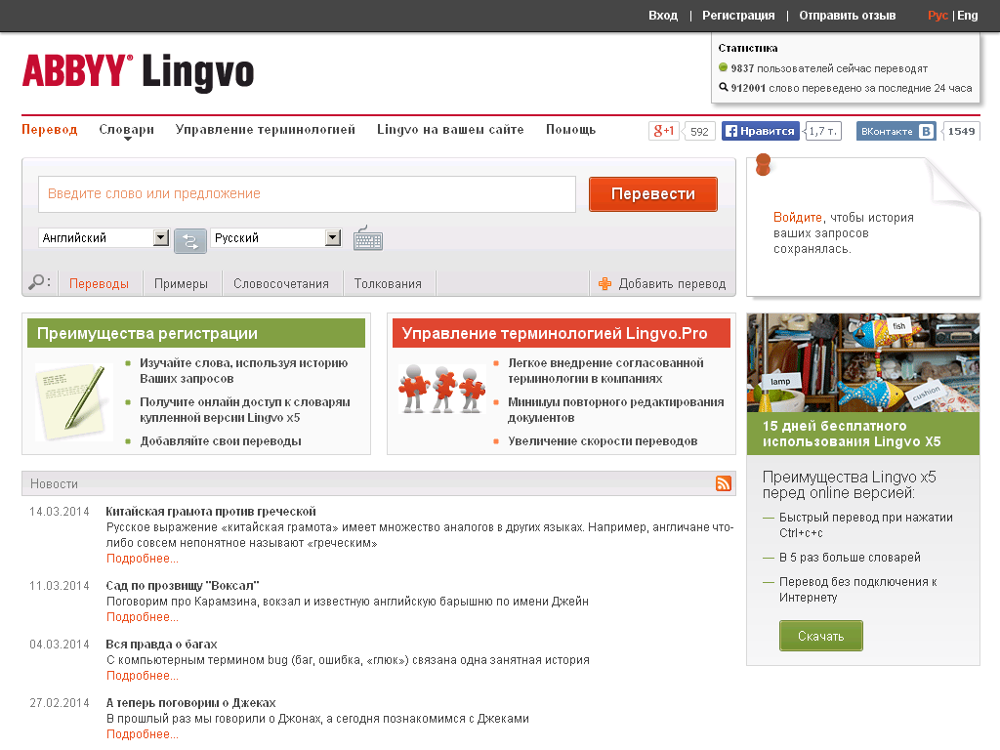 Вход | Регистрация | Отправить отзыв Рус | Eng
ABBYY® Lingvo
Статистика
9837 пользователей сейчас переводят
912001 слово переведено за последние 24 часа
Перевод Словари Управление терминологией Lingvo на вашем сайте Помощь
g+1 592 Нравится 1,7 т. ВКонтакте B 1549
Введите слово или предложение
Перевести
Английский Русский
Переводы Примеры Словосочетания Толкования Добавить перевод
Войдите, чтобы история
ваших запросов
сохранялась.
Преимущества регистрации
Изучайте слова, используя историю
Ваших запросов
Получите онлайн доступ к словарям
купленной версии Lingvo x5
Добавляйте свои переводы
Управление терминологией Lingvo.Pro
Легкое внедрение согласованной
терминологии в компаниях
Минимум повторного редактирования
документов
Увеличение скорости переводов
fish
lamp
cushion
15 дней бесплатного
использования Lingvo X5
Преимущества Lingvo x5
перед online версией:
— Быстрый перевод при нажатии
Ctrl+c+c
— В 5 раз больше словарей
— Перевод без подключения к
Интернету
Скачать
Новости
14.03.2014 Китайская грамота против греческой
Русское выражение «китайская грамота» имеет множество аналогов в других языках. Например, англичане что-
либо совсем непонятное называют «греческим»
Подробнее...
11.03.2014 Сад по прозвищу "Воксал"
Поговорим про Карамзина, вокзал и известную английскую барышню по имени Джейн
Подробнее...
04.03.2014 Вся правда о багах
С компьютерным термином bug (баг, ошибка, «глюк») связана одна занятная история
Подробнее...
27.02.2014 А теперь поговорим о Джеках
В прошлый раз мы говорили о Джонах, а сегодня познакомимся с Джеками
Подробнее...